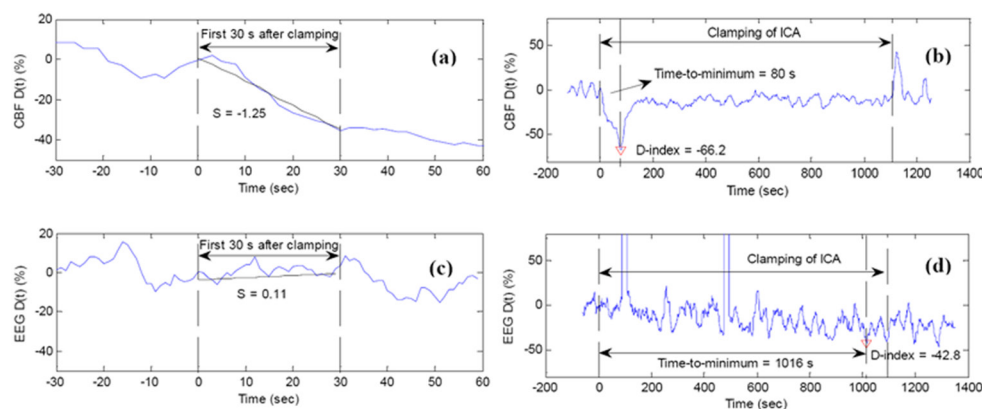 First 30 s after clamping
(a)
CBF D(t) (%)
20
0
-20
-40
S = -1.25
-30 -20 -10 0 10 20 30 40 50 60
Time (sec)
Clamping of ICA
(b)
CBF D(t) (%)
50
0
-50
Time-to-minimum = 80 s
D-index = -66.2
-200 0 200 400 600 800 1000 1200 1400
Time (sec)
First 30 s after clamping
(c)
EEG D(t) (%)
20
0
-20
-40
S = 0.11
-30 -20 -10 0 10 20 30 40 50 60
Time (sec)
Clamping of ICA
(d)
EEG D(t) (%)
50
0
-50
Time-to-minimum = 1016 s
D-index = -42.8
-200 0 200 400 600 800 1000 1200 1400
Time (sec)